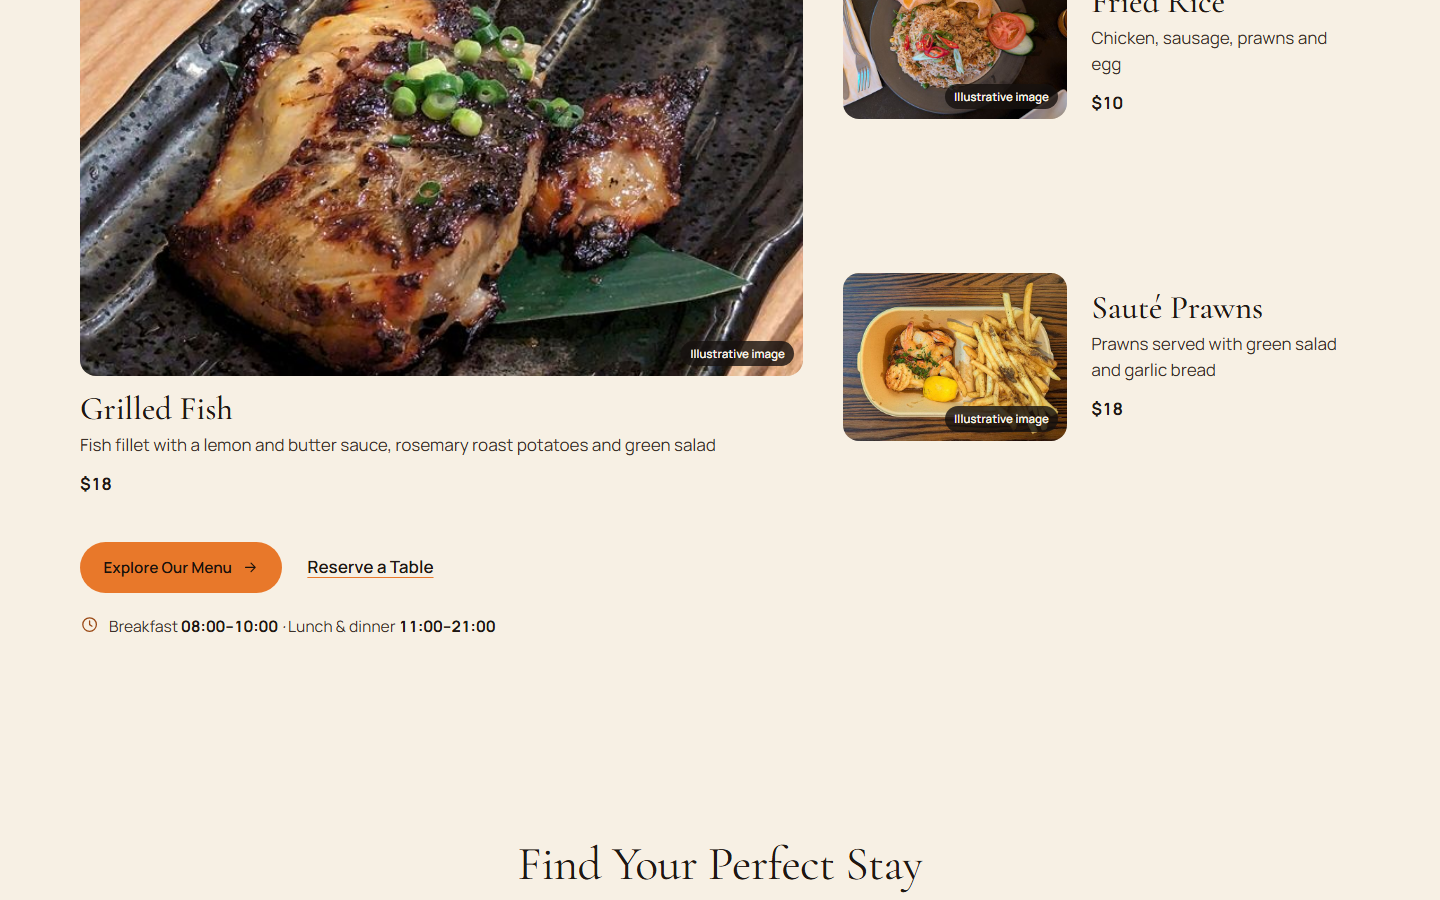 Illustrative image
Grilled Fish
Fish fillet with a lemon and butter sauce, rosemary roast potatoes and green salad
$18
Fried Rice
Chicken, sausage, prawns and
egg
$10
Illustrative image
Sauté Prawns
Prawns served with green salad
and garlic bread
$18
Illustrative image
Explore Our Menu →
Reserve a Table
Breakfast 08:00–10:00 · Lunch & dinner 11:00–21:00
Find Your Perfect Stay